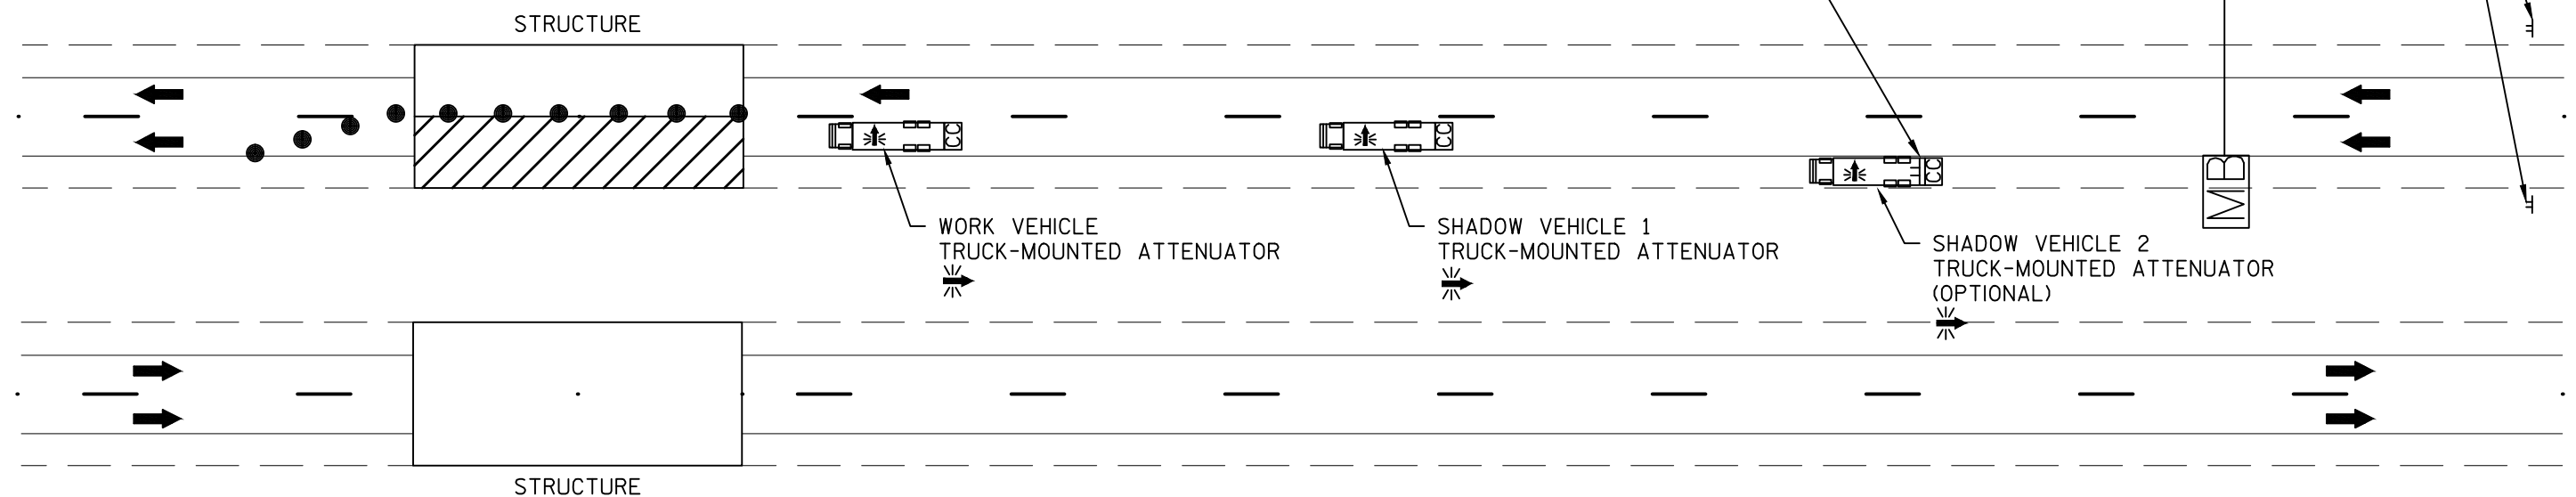 STRUCTURE
WORK VEHICLE
TRUCK-MOUNTED ATTENUATOR
SHADOW VEHICLE 1
TRUCK-MOUNTED ATTENUATOR
SHADOW VEHICLE 2
TRUCK-MOUNTED ATTENUATOR
(OPTIONAL)
MB
STRUCTURE